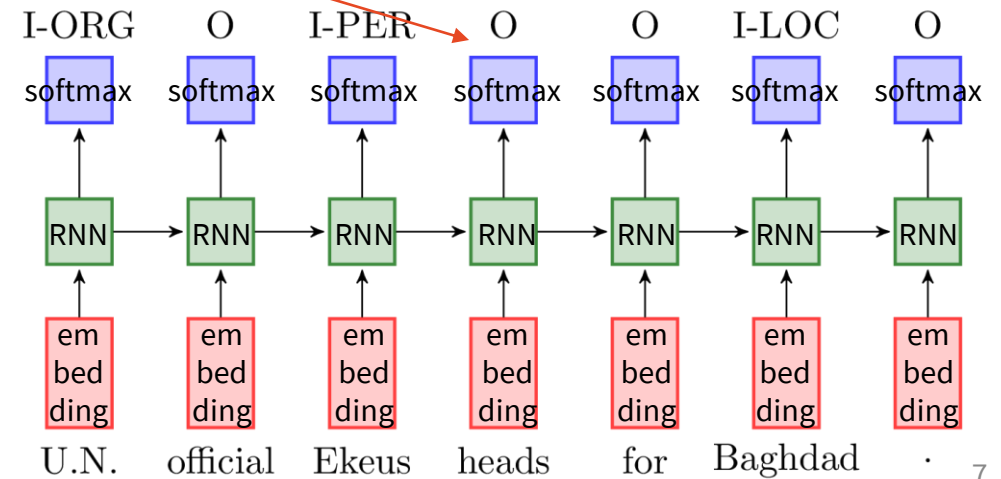 I-ORG O I-PER O O I-LOC O
softmax softmax softmax softmax softmax softmax softmax
RNN RNN RNN RNN RNN RNN RNN
em em em em em em em
bed bed bed bed bed bed bed
ding ding ding ding ding ding ding
U.N. official Ekeus heads for Baghdad .
7